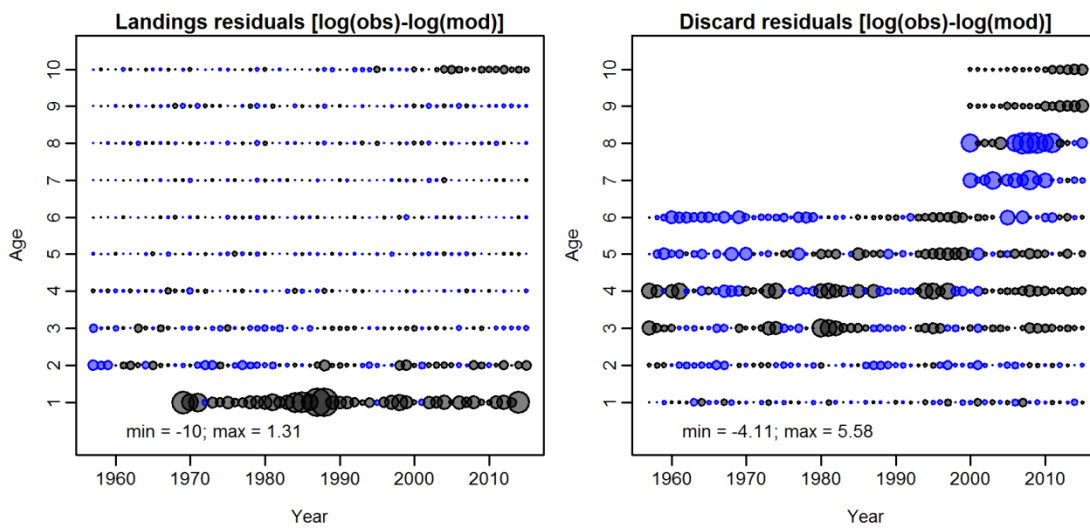 Landings residuals [log(obs)-log(mod)]
Age
10
9
8
7
6
5
4
3
2
1
min = -10; max = 1.31
1960 1970 1980 1990 2000 2010
Year
Discard residuals [log(obs)-log(mod)]
Age
10
9
8
7
6
5
4
3
2
1
min = -4.11; max = 5.58
1960 1970 1980 1990 2000 2010
Year